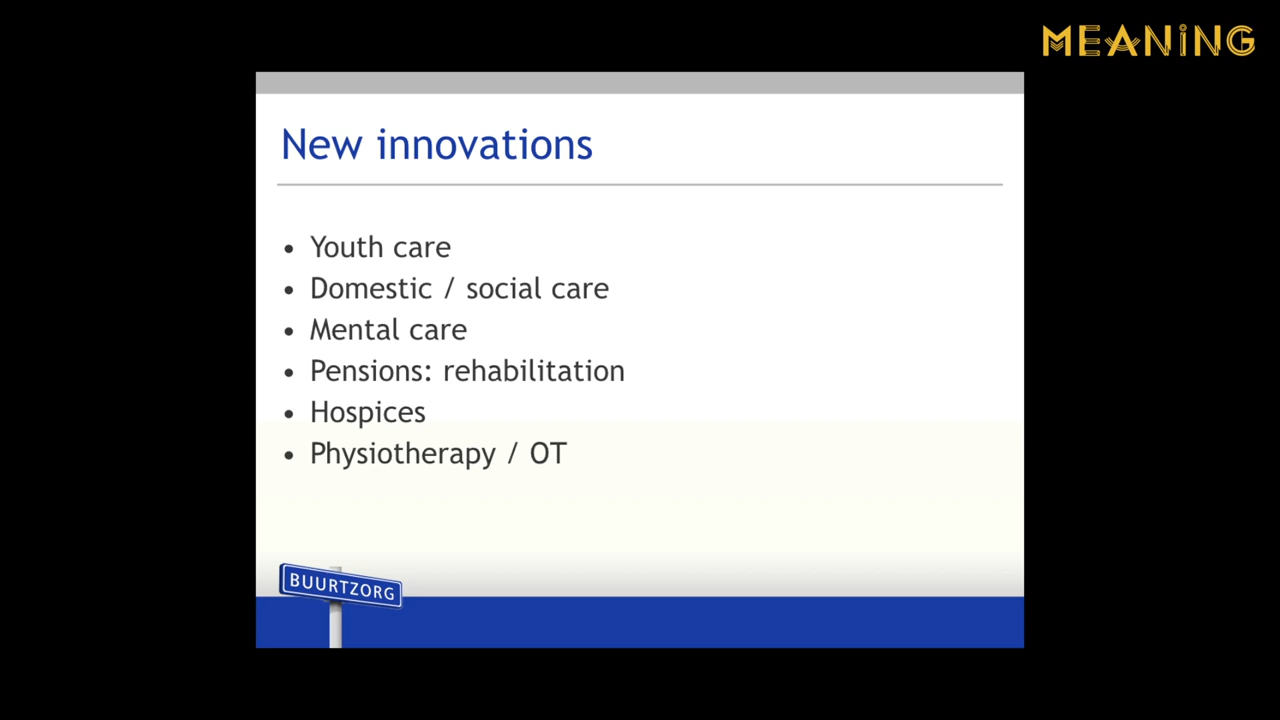 MEANiNG
New innovations
• Youth care
• Domestic / social care
• Mental care
• Pensions: rehabilitation
• Hospices
• Physiotherapy / OT
BUURTZORG